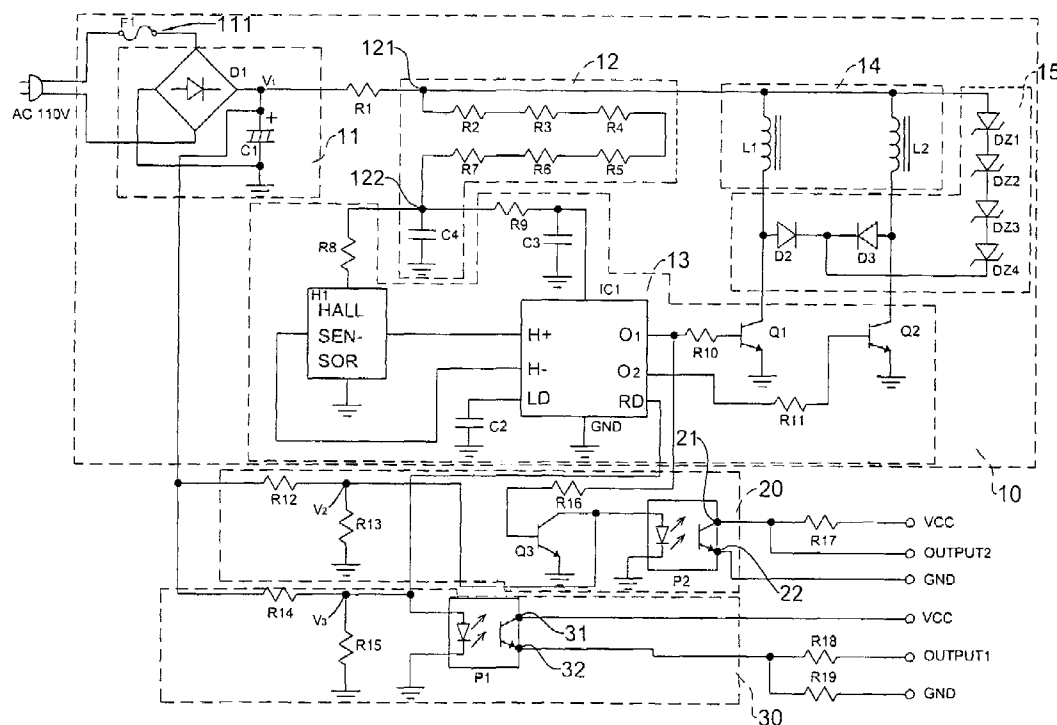 F1
111
121
12
14
15
D1
V1
R1
AC 110V
C1
11
R2
R3
R4
R7
R6
R5
L1
L2
DZ1
DZ2
DZ3
DZ4
122
R9
C4
C3
R8
D2
D3
13
IC1
H1
HALL
SEN-
SOR
H+
H-
LD
O1
O2
RD
GND
R10
Q1
Q2
R11
C2
21
10
R12
V2
R13
R16
Q3
20
P2
22
R17
VCC
OUTPUT2
GND
R14
V3
R15
31
32
P1
VCC
R18
OUTPUT1
R19
GND
30